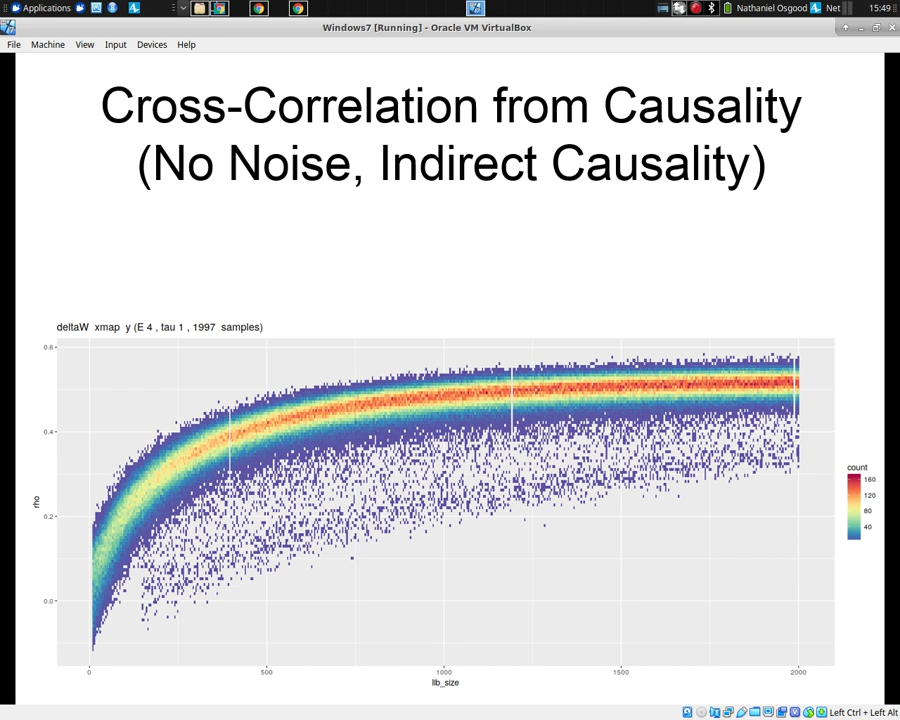 Applications
Nathaniel Osgood
Net
15:49
Windows7 [Running] - Oracle VM VirtualBox
File Machine View Input Devices Help
Cross-Correlation from Causality
(No Noise, Indirect Causality)
deltaW xmap y (E 4 , tau 1 , 1997 samples)
0.6
0.4
0.2
0.0
rho
0 500 1000 1500 2000
lib_size
count
160
120
80
40
Left Ctrl + Left Alt